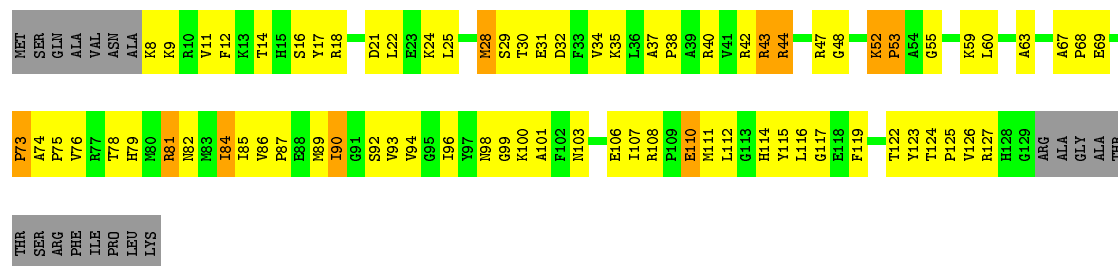 MET SER GLN ALA VAL ASN ALA K8 K9 R10 V11 F12 K13 T14 H15 S16 Y17 R18 D21 L22 E23 K24 L25 M28 S29 T30 E31 D32 F33 V34 K35 L36 A37 P38 A39 R40 V41 R42 R43 R44 R47 G48 K52 P53 A54 G55 K59 L60 A63 A67 P68 E69
P73 A74 P75 V76 R77 T78 H79 M80 R81 N82 M83 I84 I85 V86 P87 E88 M89 I90 G91 S92 V93 V94 G95 I96 Y97 N98 G99 K100 A101 F102 N103 E106 I107 R108 P109 E110 M111 L112 G113 H114 Y115 L116 G117 E118 F119 T122 Y123 T124 P125 V126 R127 H128 G129 ARG ALA GLY ALA THR
THR SER ARG PHE ILE PRO LEU LYS